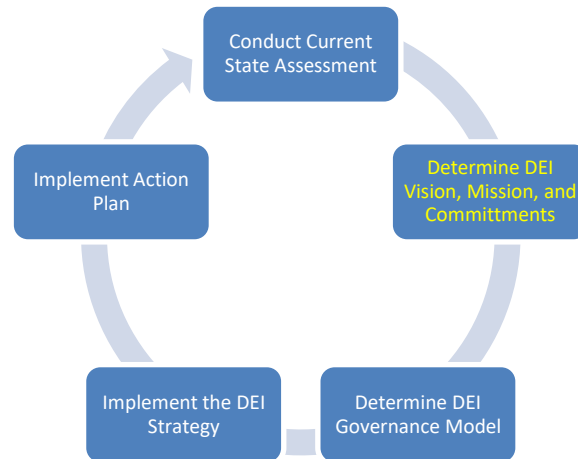 Conduct Current
State Assessment
Determine DEI
Vision, Mission, and
Committments
Determine DEI
Governance Model
Implement the DEI
Strategy
Implement Action
Plan